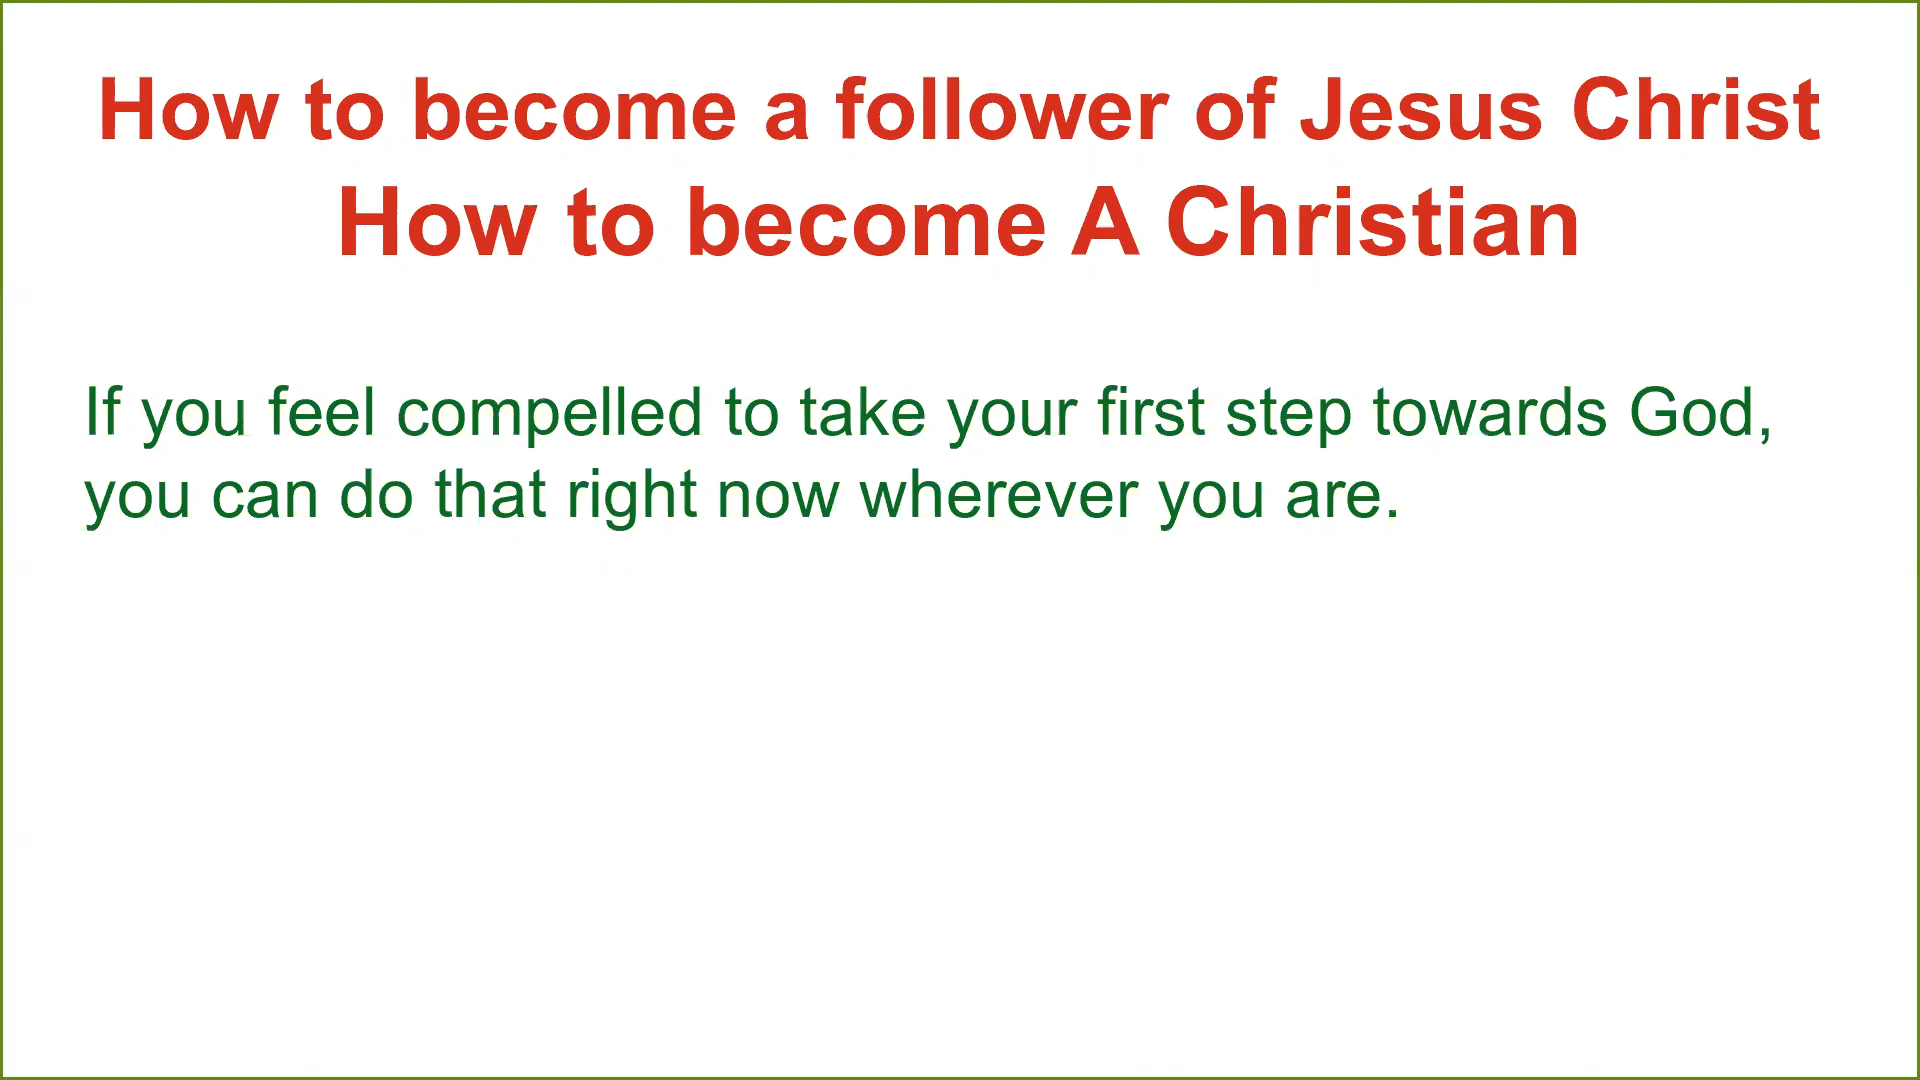 How to become a follower of Jesus Christ
How to become A Christian
If you feel compelled to take your first step towards God,
you can do that right now wherever you are.